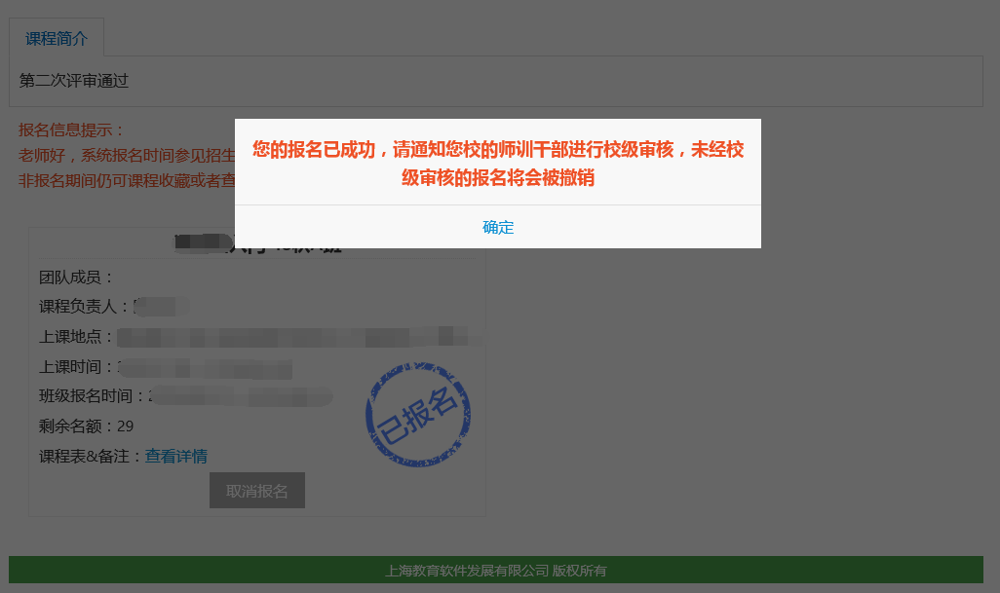 课程简介
第二次评审通过
报名信息提示：
老师好，系统报名时间参见招生
非报名期间仍可课程收藏或者查
您的报名已成功，请通知您校的师训干部进行校级审核，未经校
级审核的报名将会被撤销
确定
团队成员：
课程负责人：
上课地点：
上课时间：
班级报名时间：
剩余名额：29
课程表&备注：查看详情
已报名
取消报名
上海教育软件发展有限公司 版权所有